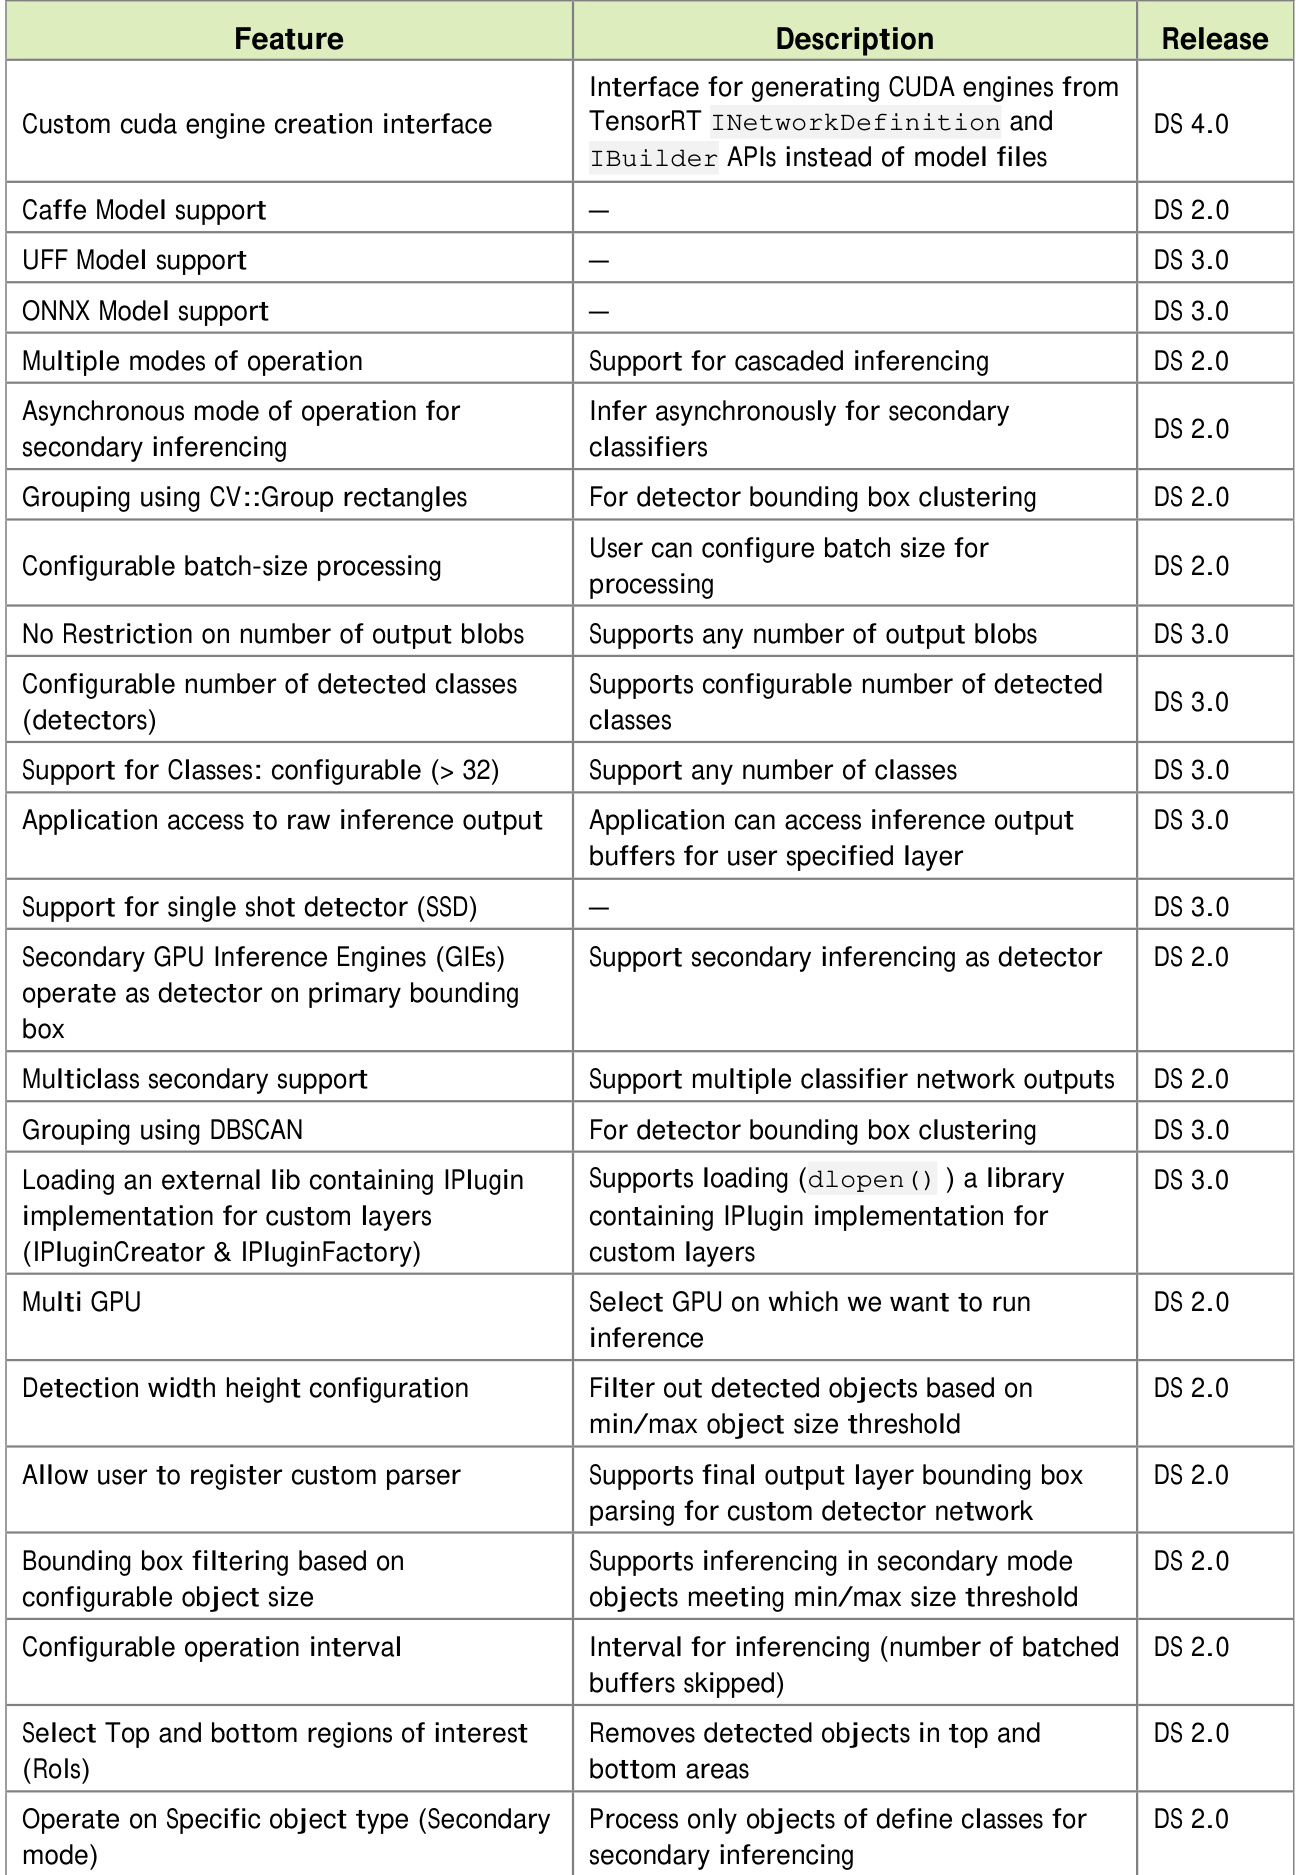 Feature Description Release
Custom cuda engine creation interface
Interface for generating CUDA engines from
TensorRT INetworkDefinition and
IBuilder APIs instead of model files
DS 4.0
Caffe Model support — DS 2.0
UFF Model support — DS 3.0
ONNX Model support — DS 3.0
Multiple modes of operation Support for cascaded inferencing DS 2.0
Asynchronous mode of operation for
secondary inferencing
Infer asynchronously for secondary
classifiers
DS 2.0
Grouping using CV::Group rectangles For detector bounding box clustering DS 2.0
Configurable batch-size processing
User can configure batch size for
processing
DS 2.0
No Restriction on number of output blobs Supports any number of output blobs DS 3.0
Configurable number of detected classes
(detectors)
Supports configurable number of detected
classes
DS 3.0
Support for Classes: configurable (> 32) Support any number of classes DS 3.0
Application access to raw inference output
Application can access inference output
buffers for user specified layer
DS 3.0
Support for single shot detector (SSD) — DS 3.0
Secondary GPU Inference Engines (GIEs)
operate as detector on primary bounding
box
Support secondary inferencing as detector
DS 2.0
Multiclass secondary support Support multiple classifier network outputs DS 2.0
Grouping using DBSCAN For detector bounding box clustering DS 3.0
Loading an external lib containing IPlugin
implementation for custom layers
(IPluginCreator & IPluginFactory)
Supports loading (dlopen() ) a library
containing IPlugin implementation for
custom layers
DS 3.0
Multi GPU
Select GPU on which we want to run
inference
DS 2.0
Detection width height configuration
Filter out detected objects based on
min/max object size threshold
DS 2.0
Allow user to register custom parser
Supports final output layer bounding box
parsing for custom detector network
DS 2.0
Bounding box filtering based on
configurable object size
Supports inferencing in secondary mode
objects meeting min/max size threshold
DS 2.0
Configurable operation interval
Interval for inferencing (number of batched
buffers skipped)
DS 2.0
Select Top and bottom regions of interest
(RoIs)
Removes detected objects in top and
bottom areas
DS 2.0
Operate on Specific object type (Secondary
mode)
Process only objects of define classes for
secondary inferencing
DS 2.0